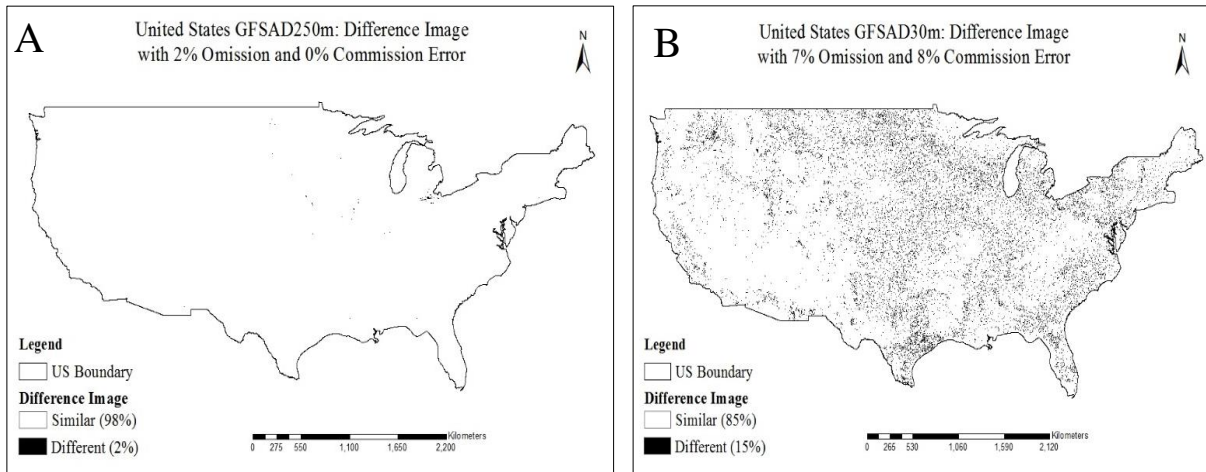 A
United States GFSAD250m: Difference Image
with 2% Omission and 0% Commission Error
N
Legend
US Boundary
Difference Image
Similar (98%)
Different (2%)
Kilometers
0 275 550 1,100 1,650 2,200
B
United States GFSAD30m: Difference Image
with 7% Omission and 8% Commission Error
N
Legend
US Boundary
Difference Image
Similar (85%)
Different (15%)
Kilometers
0 265 530 1,060 1,590 2,120